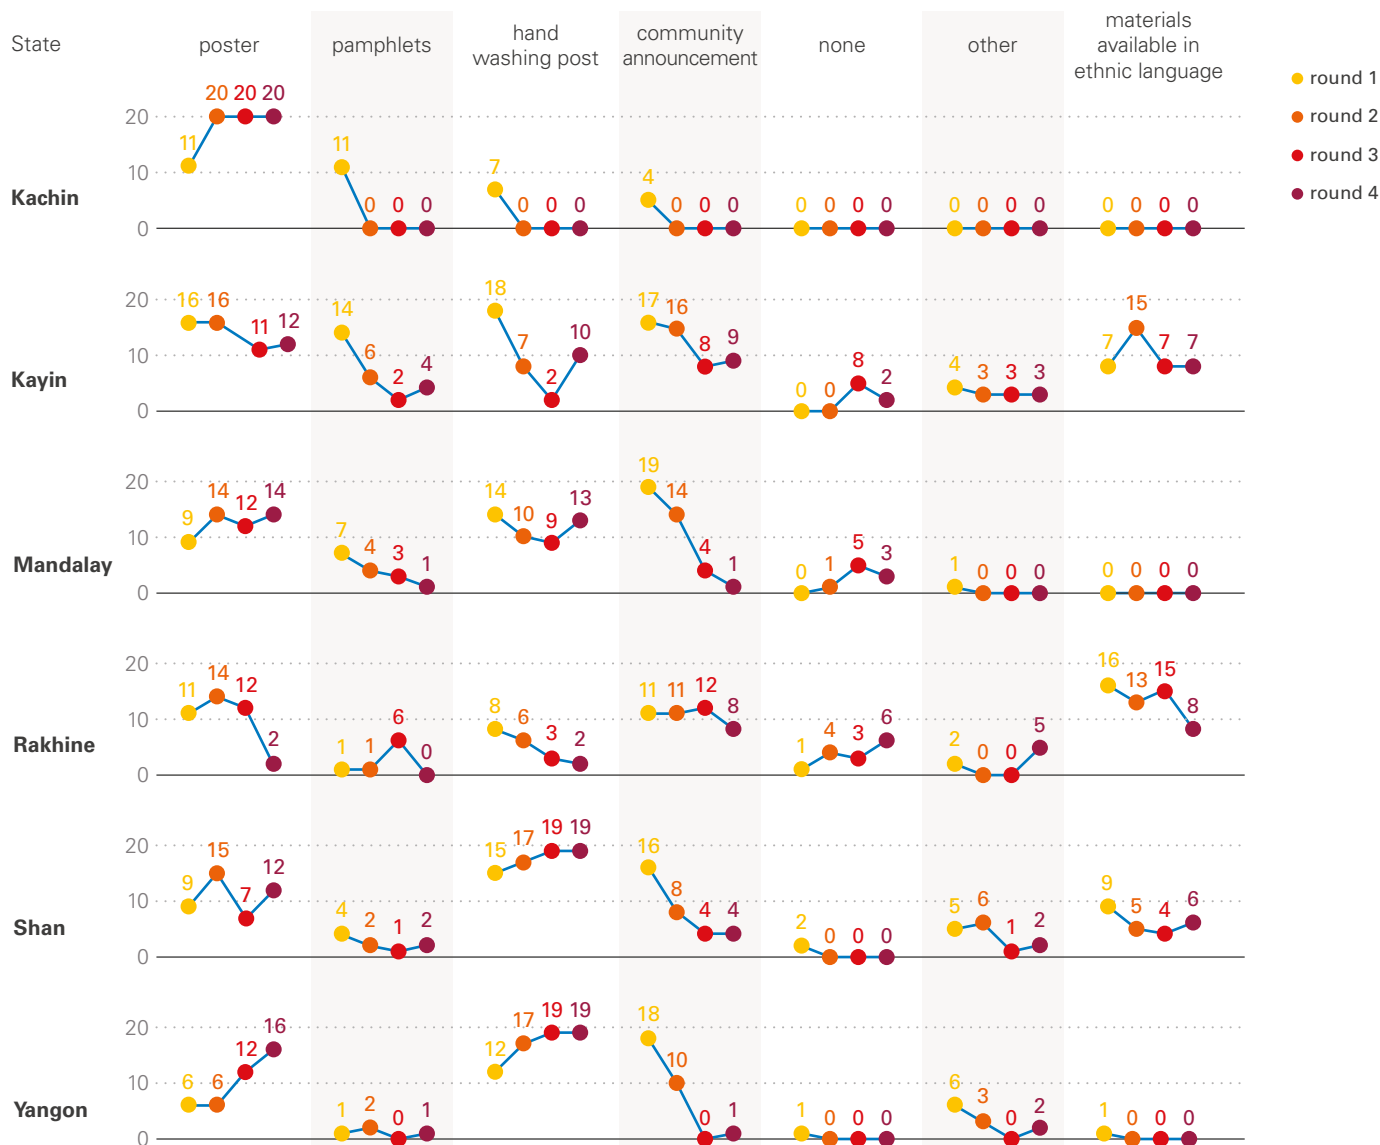 State
poster
pamphlets
hand
washing post
community
announcement
none
other
materials
available in
ethnic language
round 1
round 2
round 3
round 4
Kachin
20
10
0
11 20 20 20
11 0 0 0
7 0 0 0
4 0 0 0
0 0 0 0
0 0 0 0
0 0 0 0
Kayin
20
10
0
16 16 11 12
14 6 2 4
18 7 2 10
17 16 8 9
0 0 8 2
4 3 3 3
7 15 7 7
Mandalay
20
10
0
9 14 12 14
7 4 3 1
14 10 9 13
19 14 4 1
0 1 5 3
1 0 0 0
0 0 0 0
Rakhine
20
10
0
11 14 12 2
1 1 6 0
8 6 3 2
11 11 12 8
1 4 3 6
2 0 0 5
16 13 15 8
Shan
20
10
0
9 15 7 12
4 2 1 2
15 17 19 19
16 8 4 4
2 0 0 0
5 6 1 2
9 5 4 6
Yangon
20
10
0
6 6 12 16
1 2 0 1
12 17 19 19
18 10 0 1
1 0 0 0
6 3 0 2
1 0 0 0